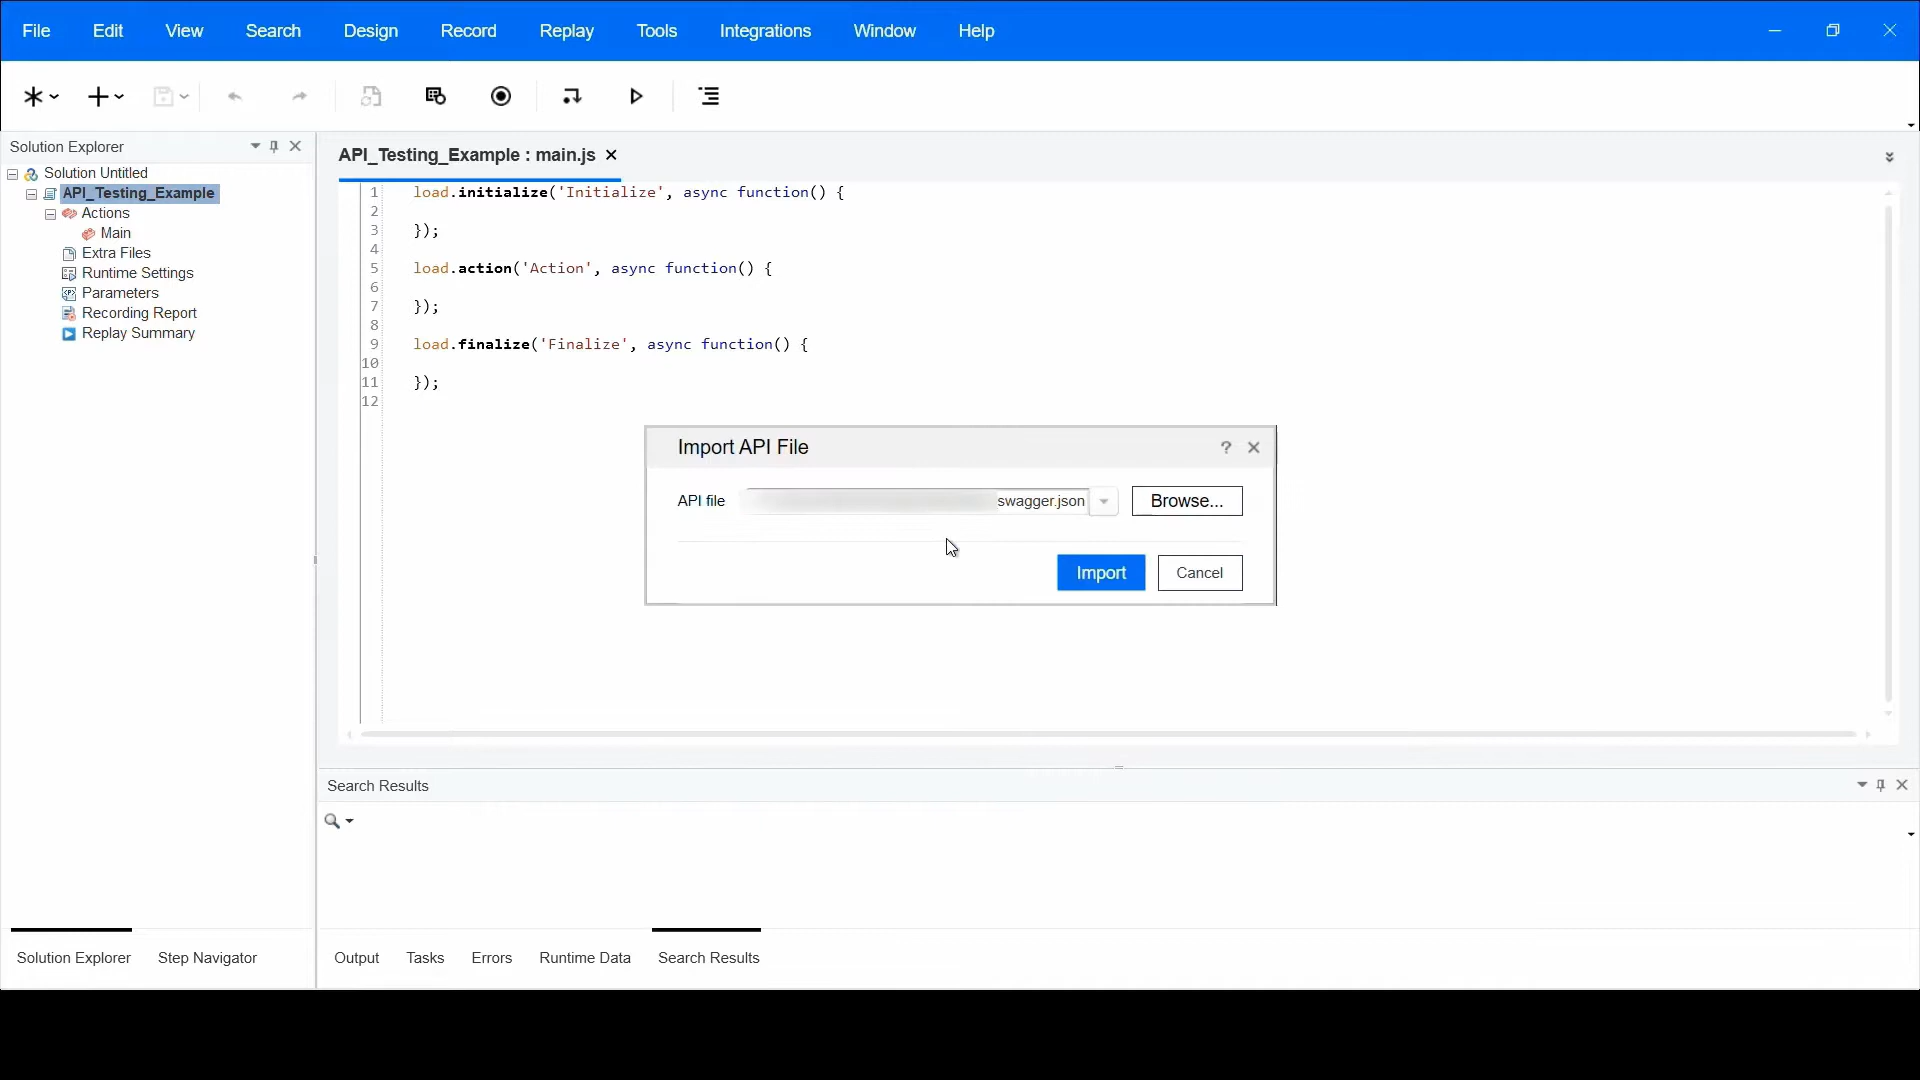 File Edit View Search Design Record Replay Tools Integrations Window Help
Solution Explorer
Solution Untitled
API_Testing_Example
Actions
Main
Extra Files
Runtime Settings
Parameters
Recording Report
Replay Summary
API_Testing_Example : main.js
1 load.initialize('Initialize', async function() {
2
3 });
4
5 load.action('Action', async function() {
6
7 });
8
9 load.finalize('Finalize', async function() {
10
11 });
12
Import API File
API file swagger.json Browse...
Import Cancel
Search Results
Solution Explorer Step Navigator
Output Tasks Errors Runtime Data Search Results